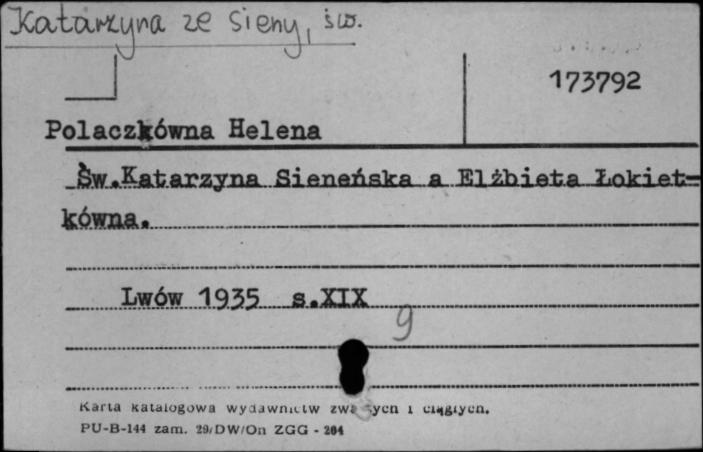 Katarzyna ze Sieny, św.
173792
Polaczkówna Helena
Św.Katarzyna Sieneńska a Elżbieta Łokiet-
kówna.
Lwów 1935 s.XIX
9
Karta katalogowa wydawnictw i ciągłych.
PU-B-144 zam. 29/DW/On ZGG - 204